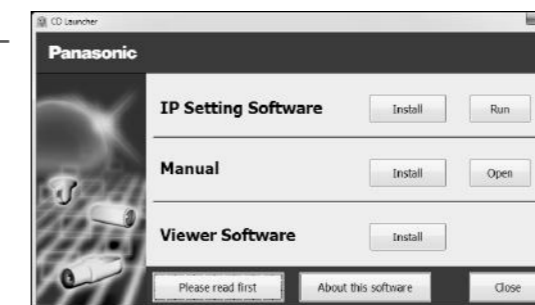 CD Launcher
Panasonic
IP Setting Software Install Run
Manual Install Open
Viewer Software Install
Please read first About this software Close